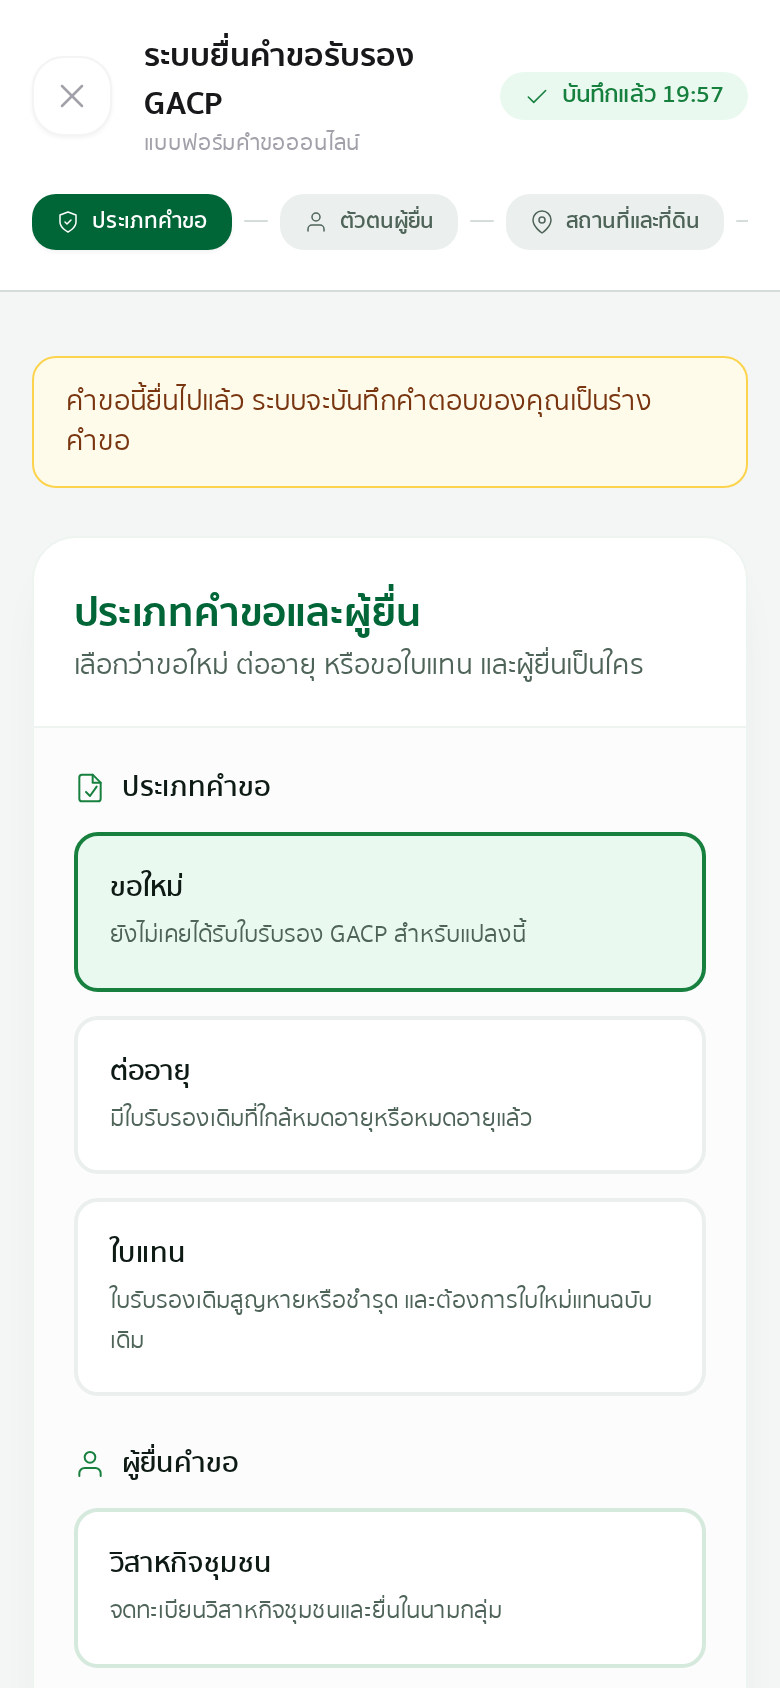 ระบบยื่นคำขอรับรอง
GACP
แบบฟอร์มคำขอออนไลน์
บันทึกแล้ว 19:57
ประเภทคำขอ
ตัวตนผู้ยื่น
สถานที่และที่ดิน
คำขอนี้ยื่นไปแล้ว ระบบจะบันทึกคำตอบของคุณเป็นร่าง
คำขอ
ประเภทคำขอและผู้ยื่น
เลือกว่าขอใหม่ ต่ออายุ หรือขอใบแทน และผู้ยื่นเป็นใคร
ประเภทคำขอ
ขอใหม่
ยังไม่เคยได้รับใบรับรอง GACP สำหรับแปลงนี้
ต่ออายุ
มีใบรับรองเดิมที่ใกล้หมดอายุหรือหมดอายุแล้ว
ใบแทน
ใบรับรองเดิมสูญหายหรือชำรุด และต้องการใบใหม่แทนฉบับ
เดิม
ผู้ยื่นคำขอ
วิสาหกิจชุมชน
จดทะเบียนวิสาหกิจชุมชนและยื่นในนามกลุ่ม